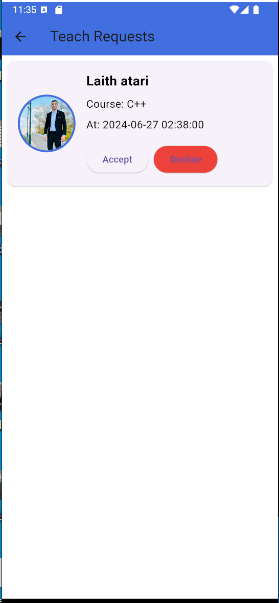 11:35
Teach Requests
Laith atari
Course: C++
At: 2024-06-27 02:38:00
Accept
Decline